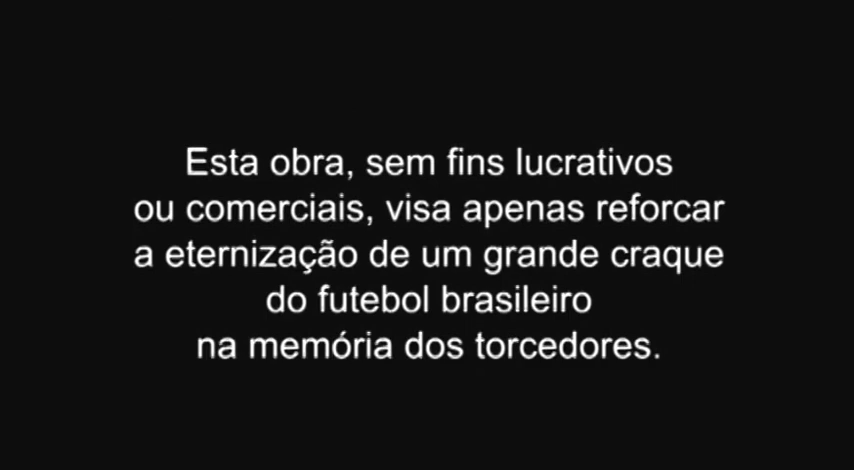 Esta obra, sem fins lucrativos
ou comerciais, visa apenas reforcar
a eternização de um grande craque
do futebol brasileiro
na memória dos torcedores.